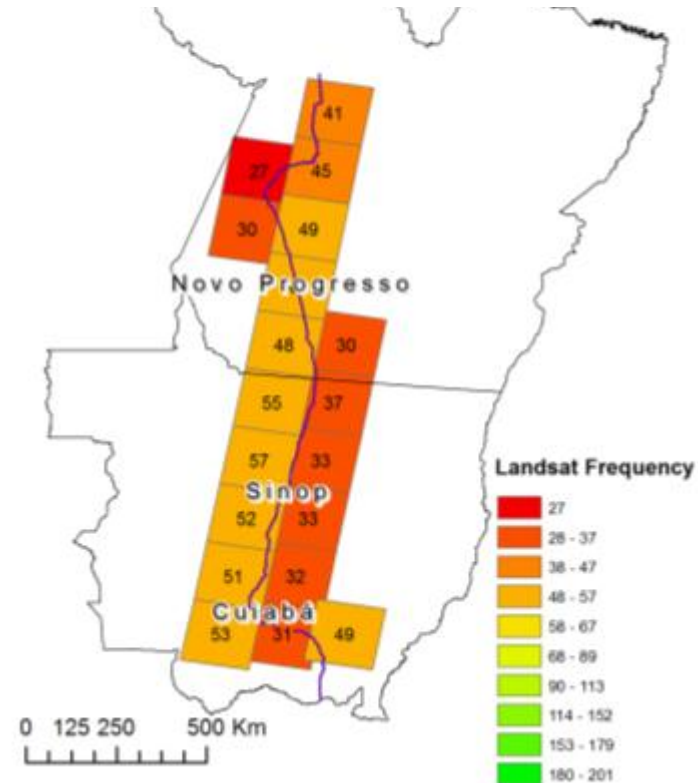 41
27 45
30 49
Novo Progresso
48 30
55 37
57 33
Sinop
52 33
51 32
Cuiabá
53 31 49
Landsat Frequency
27
28 - 37
38 - 47
48 - 57
58 - 67
68 - 89
90 - 113
114 - 152
153 - 179
180 - 201
0 125 250 500 Km